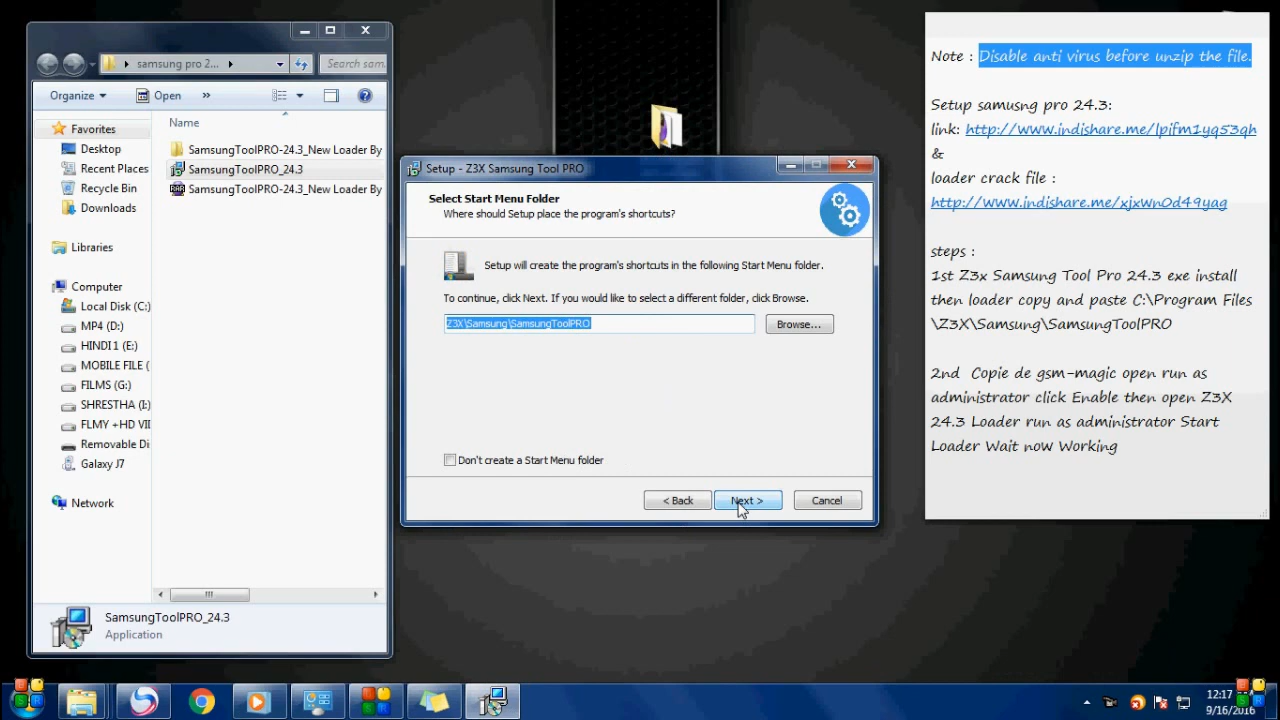 samsung pro 2...
Search sam
Organize
Open
»
Name
Favorites
Desktop
Recent Places
Recycle Bin
Downloads
Libraries
Computer
Local Disk (C:)
MP4 (D:)
HINDI1 (E:)
MOBILE FILE (
FILMS (G:)
SHRESTHA (I:)
FLMY +HD VI
Removable Di
Galaxy J7
Network
SamsungToolPRO-24.3_New Loader By
SamsungToolPRO_24.3
SamsungToolPRO-24.3_New Loader By
SamsungToolPRO_24.3
Application
Setup - Z3X Samsung Tool PRO
Select Start Menu Folder
Where should Setup place the program's shortcuts?
Setup will create the program's shortcuts in the following Start Menu folder.
To continue, click Next. If you would like to select a different folder, click Browse.
Z3X\Samsung\SamsungToolPRO
Browse...
Don't create a Start Menu folder
< Back
Next >
Cancel
Note : Disable anti virus before unzip the file.
Setup samusng pro 24.3:
link: http://www.indishare.me/lpifm1yq53qh
&
loader crack file :
http://www.indishare.me/xjxwn0d49yag
steps :
1st Z3x Samsung Tool Pro 24.3 exe install
then loader copy and paste C:\Program Files
\Z3X\Samsung\SamsungToolPRO
2nd Copie de gsm-magic open run as
administrator click Enable then open Z3X
24.3 Loader run as administrator Start
Loader Wait now Working
12:17
9/16/2016